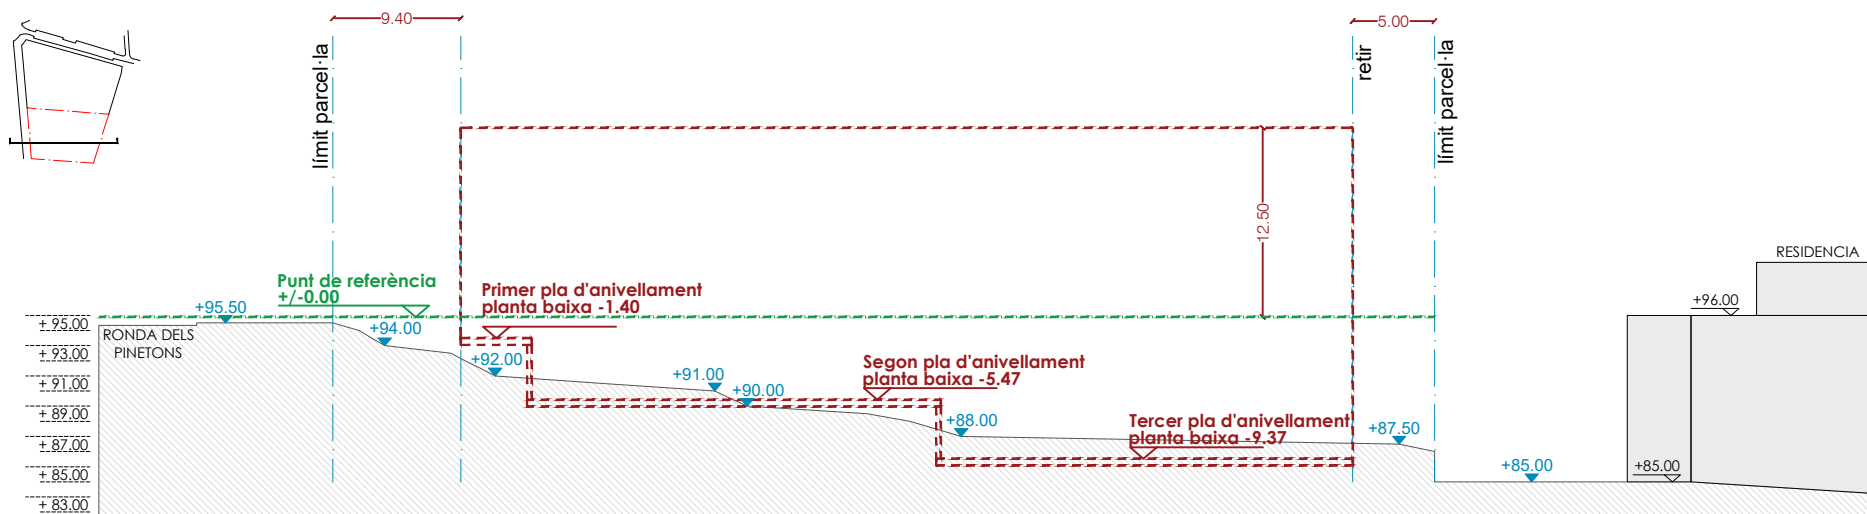 9.40
5.00
límit parcel·la
retir
límit parcel·la
12.50
RESIDENCIA
Punt de referència
+/-0.00
Primer pla d'anivellament
planta baixa -1.40
+96.00
+95.50
+94.00
+92.00
+91.00
+90.00
Segon pla d'anivellament
planta baixa -5.47
+88.00
Tercer pla d'anivellament
planta baixa -9.37
+87.50
+85.00
+85.00
RONDA DELS
PINETONS
+ 95.00
+ 93.00
+ 91.00
+ 89.00
+ 87.00
+ 85.00
+ 83.00